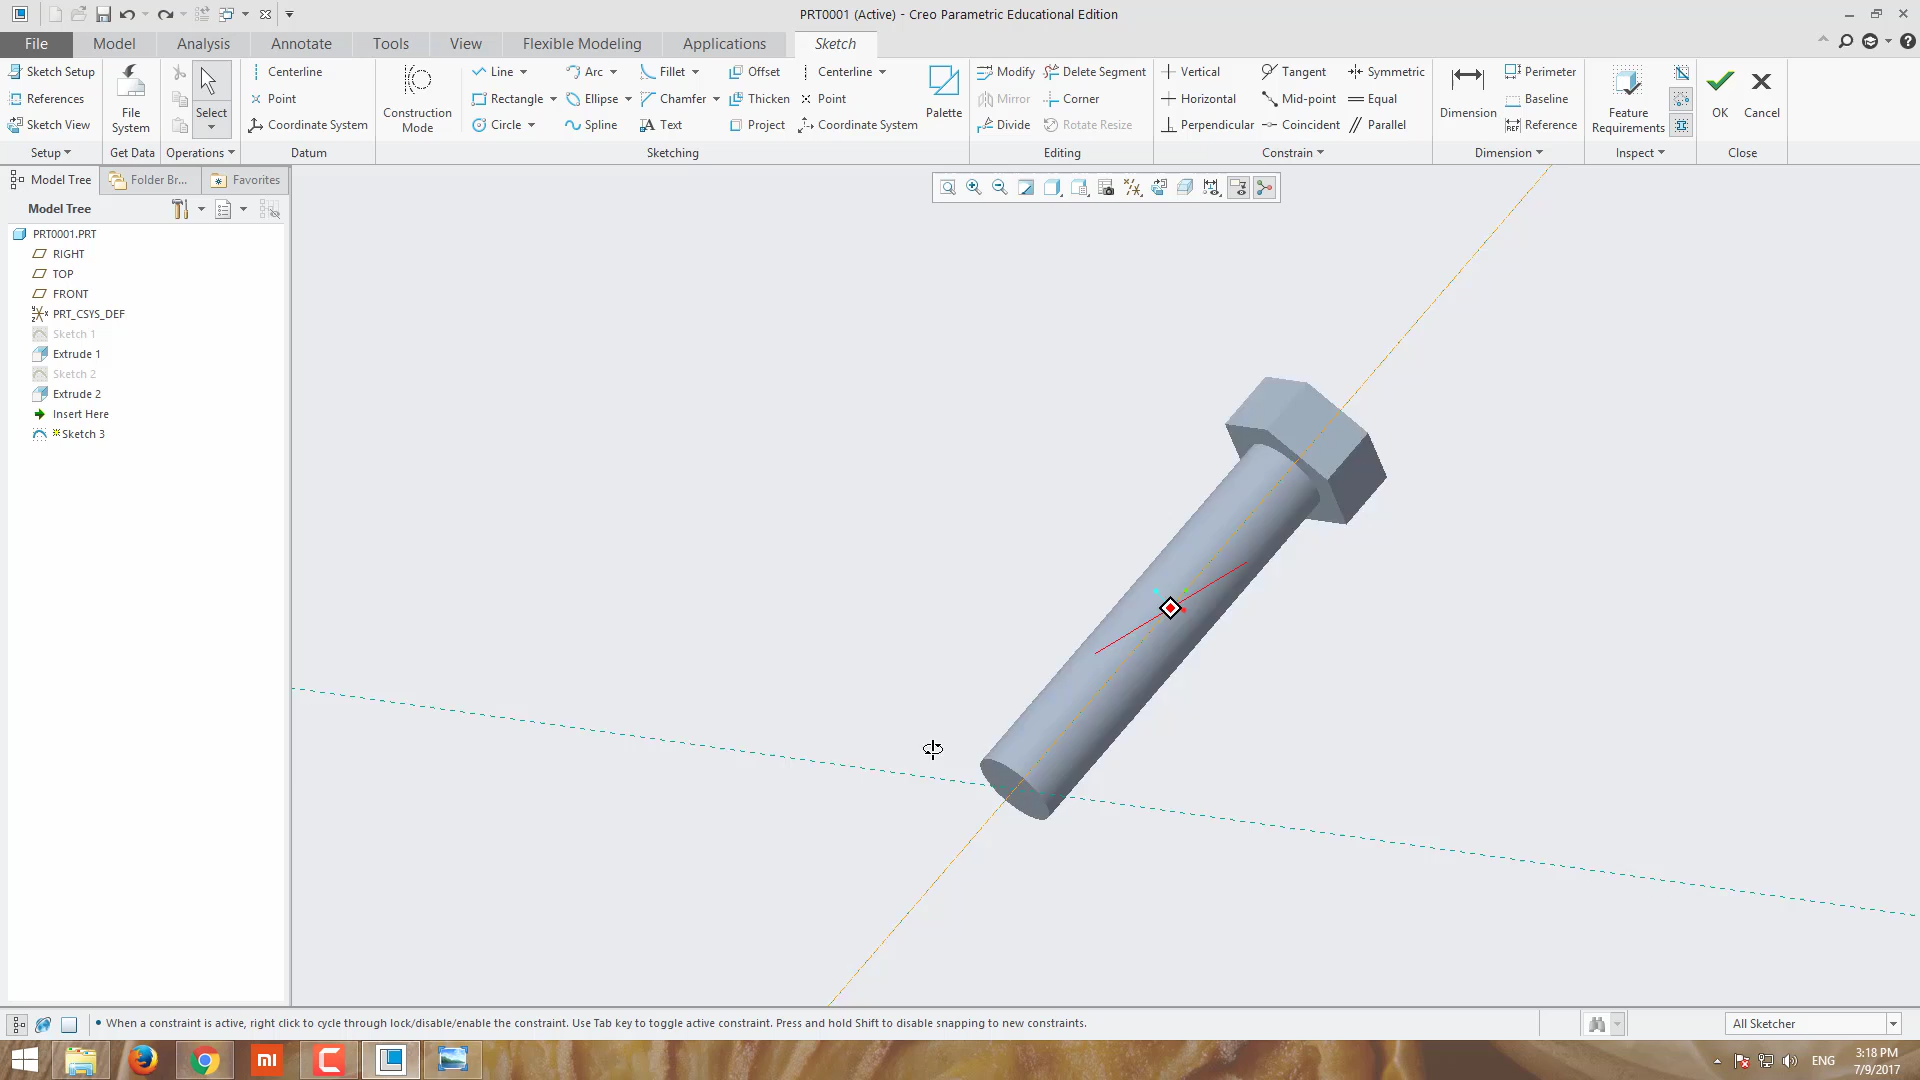 PRT0001 (Active) - Creo Parametric Educational Edition
File Model Analysis Annotate Tools View Flexible Modeling Applications Sketch
Sketch Setup
References
Sketch View
Setup
File System
Get Data
Select
Operations
Centerline
Point
Coordinate System
Datum
Construction Mode
Line Arc Fillet Offset Centerline
Rectangle Ellipse Chamfer Thicken Point
Circle Spline Text Project Coordinate System
Palette
Sketching
Modify Delete Segment
Mirror Corner
Divide Rotate Resize
Editing
Vertical Tangent Symmetric
Horizontal Mid-point Equal
Perpendicular Coincident Parallel
Constrain
Dimension
Perimeter
Baseline
REF Reference
Dimension
Feature Requirements
Inspect
OK Cancel
Close
Model Tree Folder Br... Favorites
Model Tree
PRT0001.PRT
RIGHT
TOP
FRONT
PRT_CSYS_DEF
Sketch 1
Extrude 1
Sketch 2
Extrude 2
Insert Here
Sketch 3
• When a constraint is active, right click to cycle through lock/disable/enable the constraint. Use Tab key to toggle active constraint. Press and hold Shift to disable snapping to new constraints.
All Sketcher
mi
ENG
3:18 PM
7/9/2017